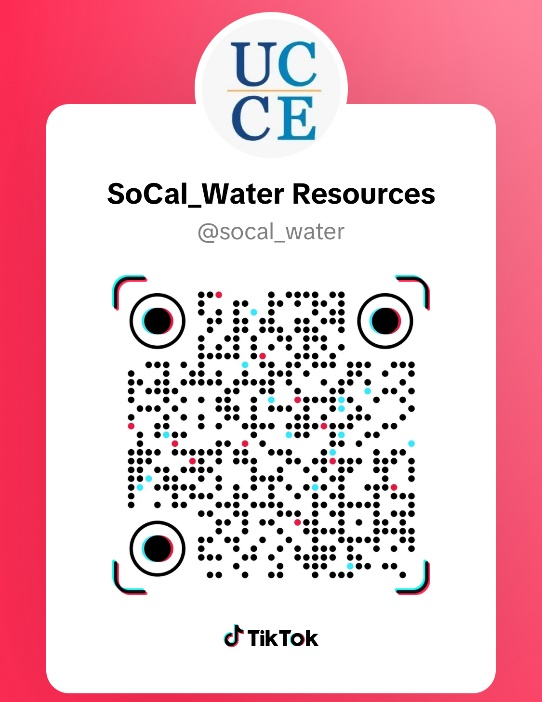 UC
CE
SoCal_Water Resources
@socal_water
TikTok